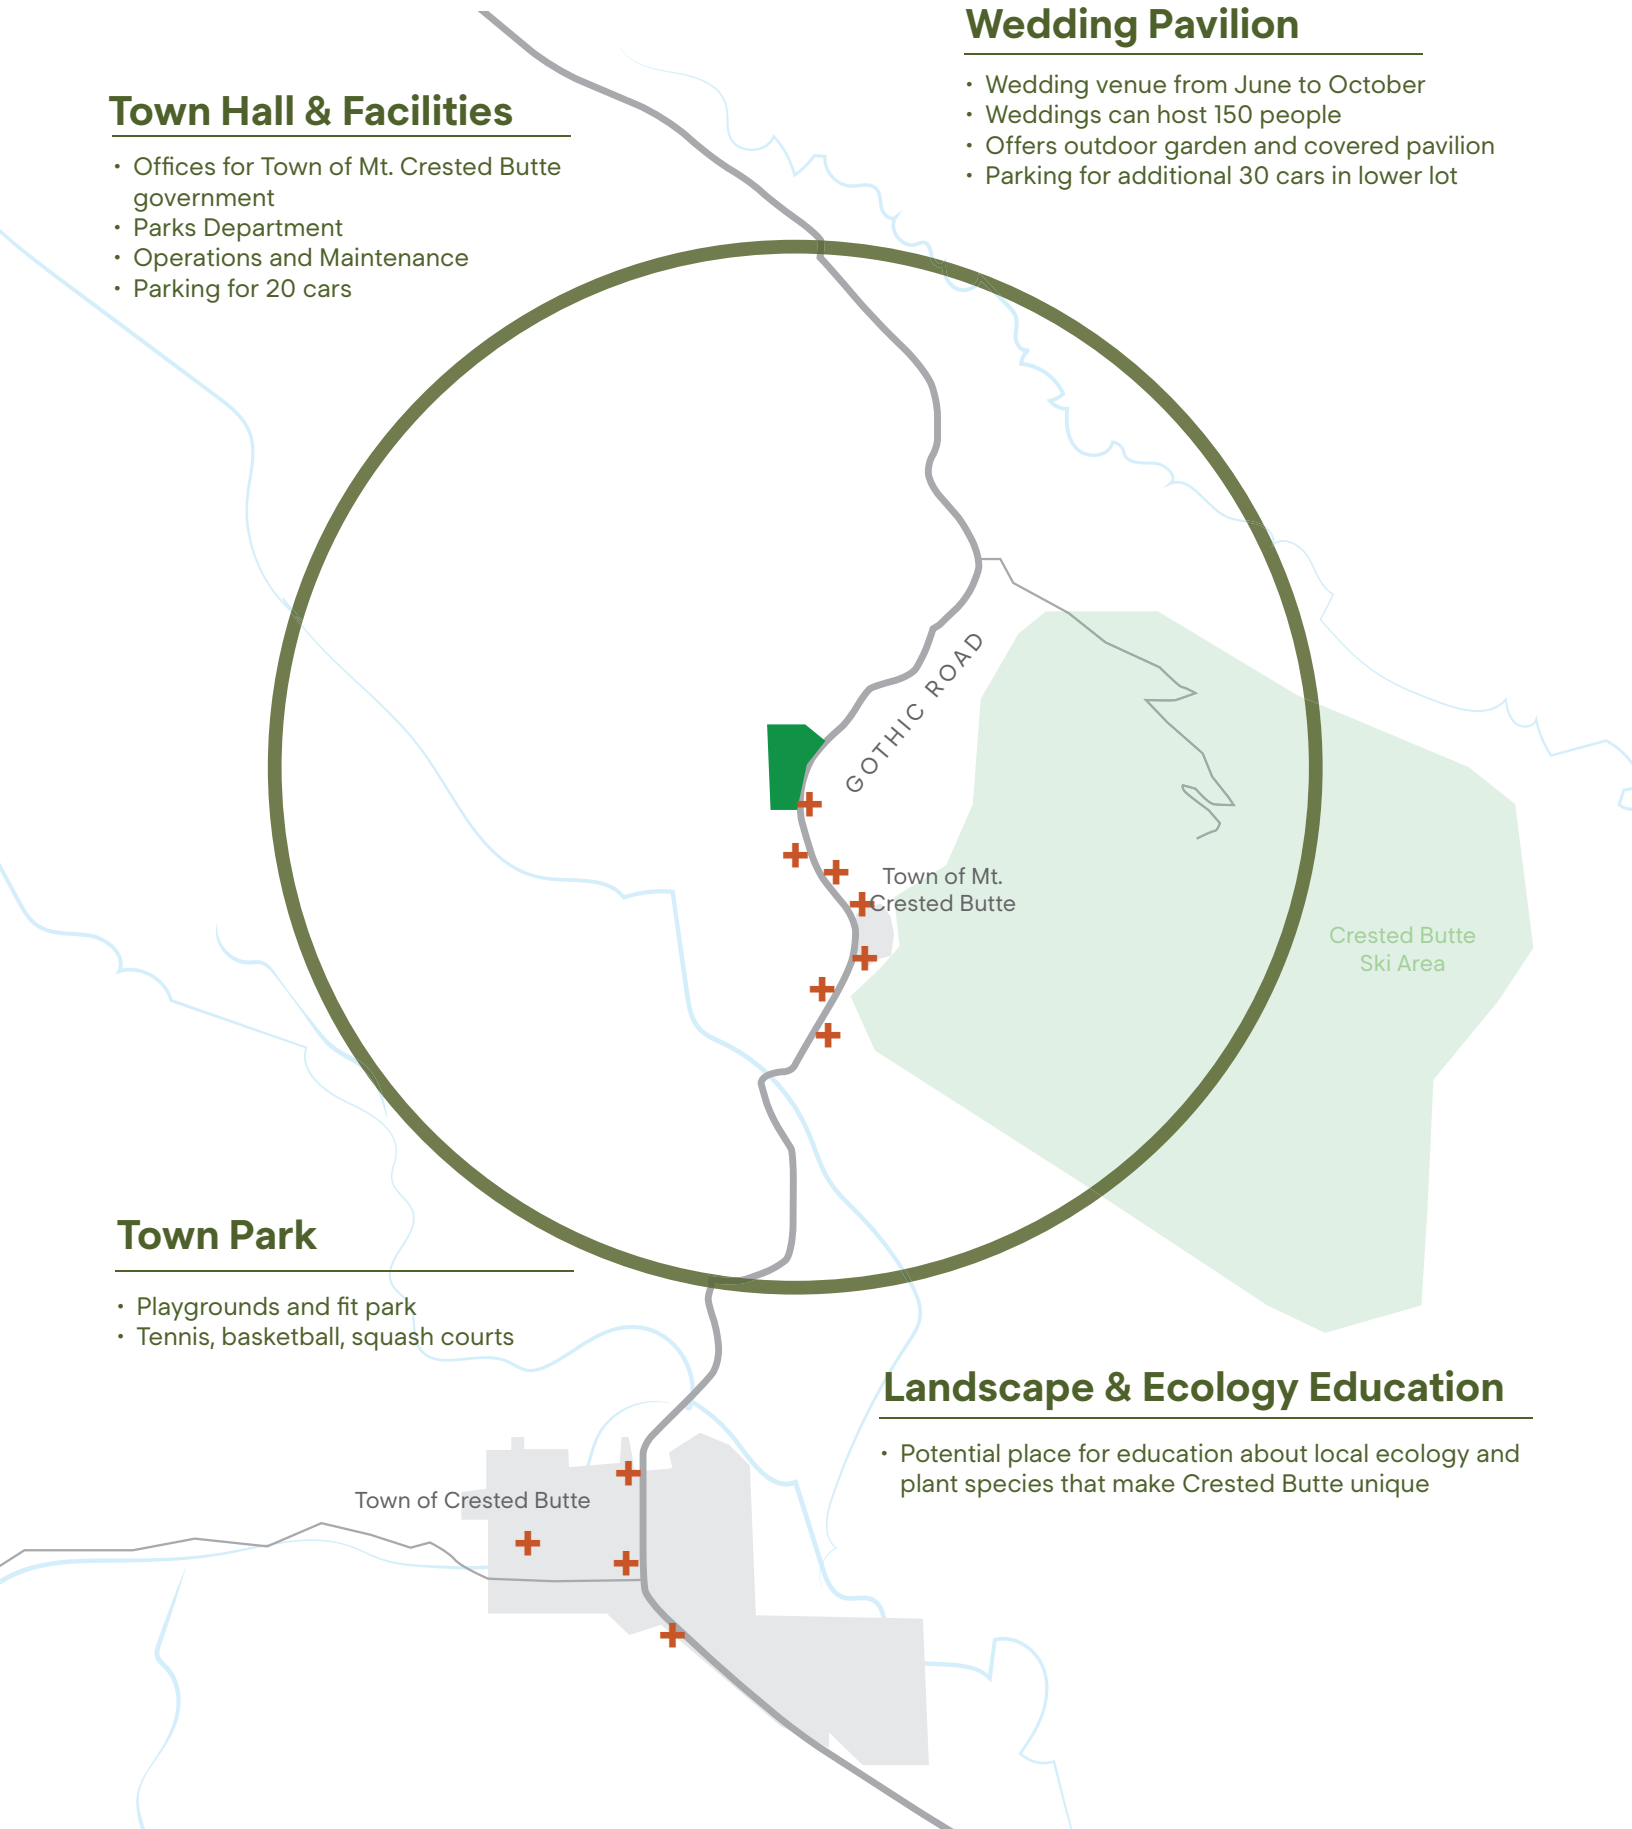 Wedding Pavilion
• Wedding venue from June to October
• Weddings can host 150 people
• Offers outdoor garden and covered pavilion
• Parking for additional 30 cars in lower lot
Town Hall & Facilities
• Offices for Town of Mt. Crested Butte
government
• Parks Department
• Operations and Maintenance
• Parking for 20 cars
GOTHIC ROAD
Town of Mt.
Crested Butte
Crested Butte
Ski Area
Town Park
• Playgrounds and fit park
• Tennis, basketball, squash courts
Landscape & Ecology Education
• Potential place for education about local ecology and
plant species that make Crested Butte unique
Town of Crested Butte